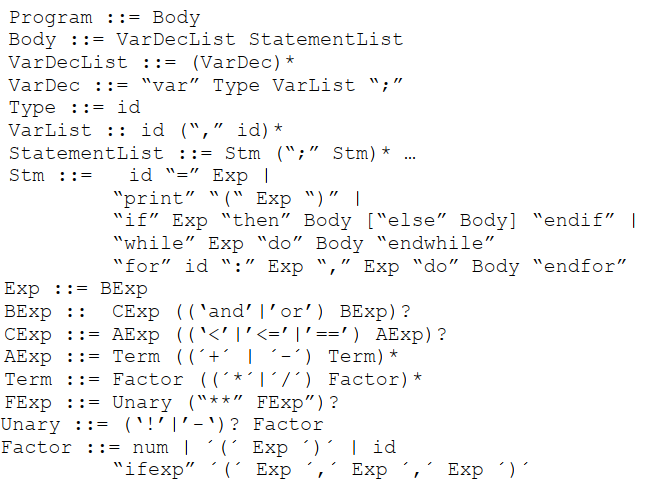 Program ::= Body
Body ::= VarDecList StatementList
VarDecList ::= (VarDec)*
VarDec ::= “var” Type VarList “;”
Type ::= id
VarList :: id (“,” id)*
StatementList ::= Stm (“;” Stm)* …
Stm ::= id “=” Exp |
“print” “(“ Exp “)” |
“if” Exp “then” Body [“else” Body] “endif” |
“while” Exp “do” Body “endwhile”
“for” id “:” Exp “,” Exp “do” Body “endfor”
Exp ::= BExp
BExp :: CExp ((‘and’|’or’) BExp)?
CExp ::= AExp ((‘<’|’<=’|’==’) AExp)?
AExp ::= Term ((´+´ | ´-´) Term)*
Term ::= Factor ((´*´|´/´) Factor)*
FExp ::= Unary (“**” FExp”)?
Unary ::= (‘!’|’-‘)? Factor
Factor ::= num | ´(´ Exp ´)´ | id
“ifexp” ´(´ Exp ´,´ Exp ´,´ Exp ´)´